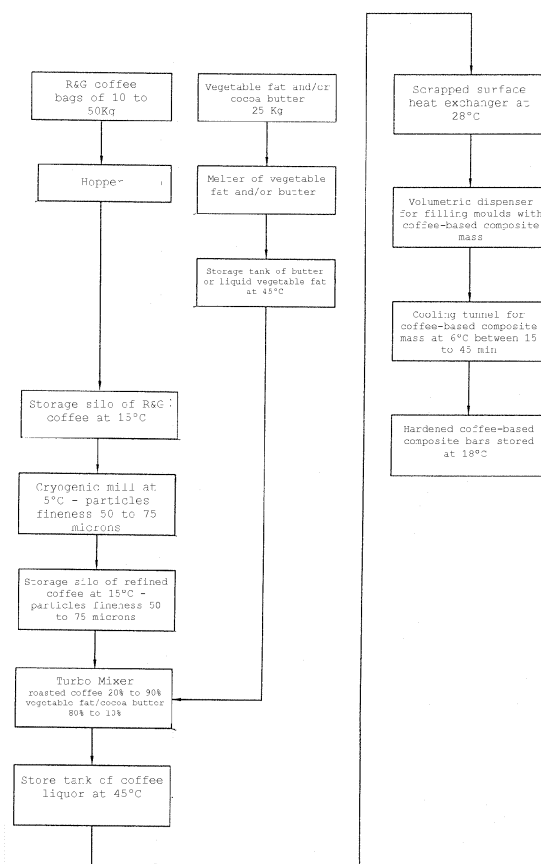 R&G coffee
bags of 10 to
50Kg
Hopper
Storage silo of R&G
coffee at 15°C
Cryogenic mill at
5°C - particles
fineness 50 to 75
microns
Storage silo of refined
coffee at 15°C -
particles fineness 50
to 75 microns
Turbo Mixer
roasted coffee 20% to 90%
vegetable fat/cocoa butter
80% to 10%
Store tank of coffee
liquor at 45°C
Vegetable fat and/or
cocoa butter
25 Kg
Melter of vegetable
fat and/or butter
Storage tank of butter
or liquid vegetable fat
at 45°C
Scrapped surface
heat exchanger at
28°C
Volumetric dispenser
for filling moulds with
coffee-based composite
mass
Cooling tunnel for
coffee-based composite
mass at 6°C between 15
to 45 min
Hardened coffee-based
composite bars stored
at 18°C